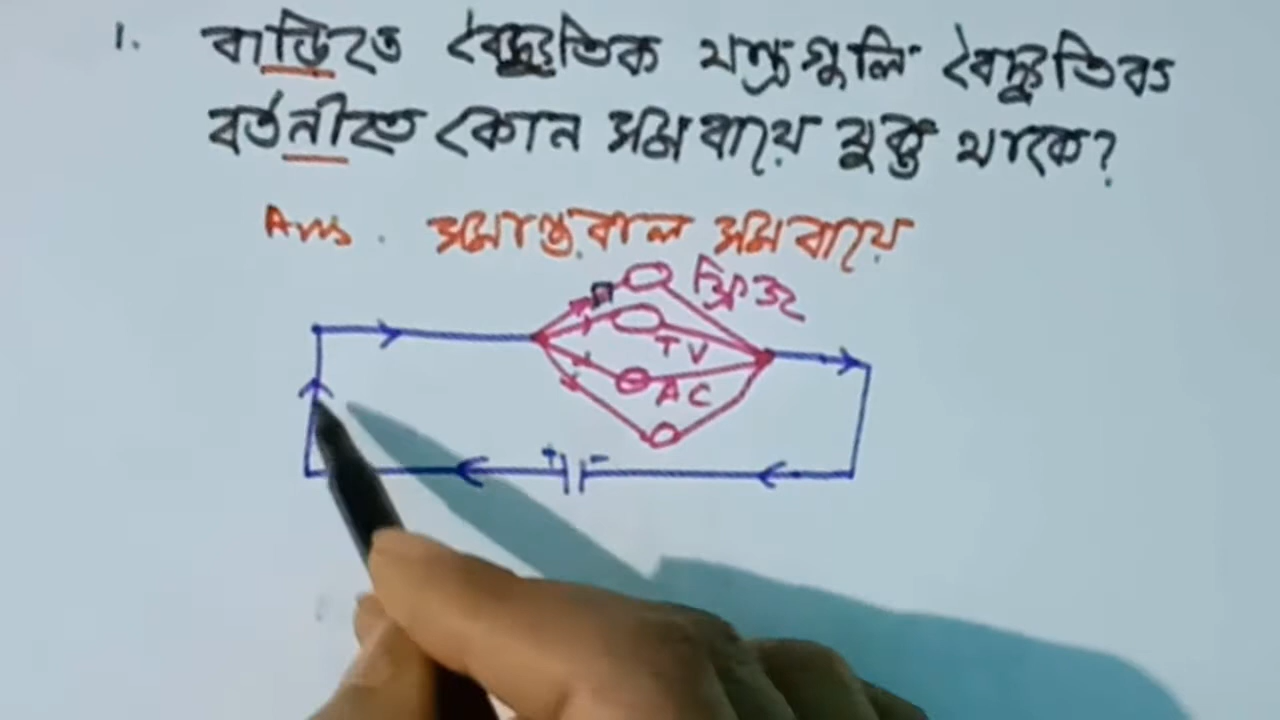 1. বাড়িতে বৈদ্যুতিক যন্ত্রগুলি বৈদ্যুতিক
বর্তনীতে কোন সমবায়ে যুক্ত থাকে?
Ans. সমান্তরাল সমবায়ে
ফ্রিজ
TV
AC
+ -